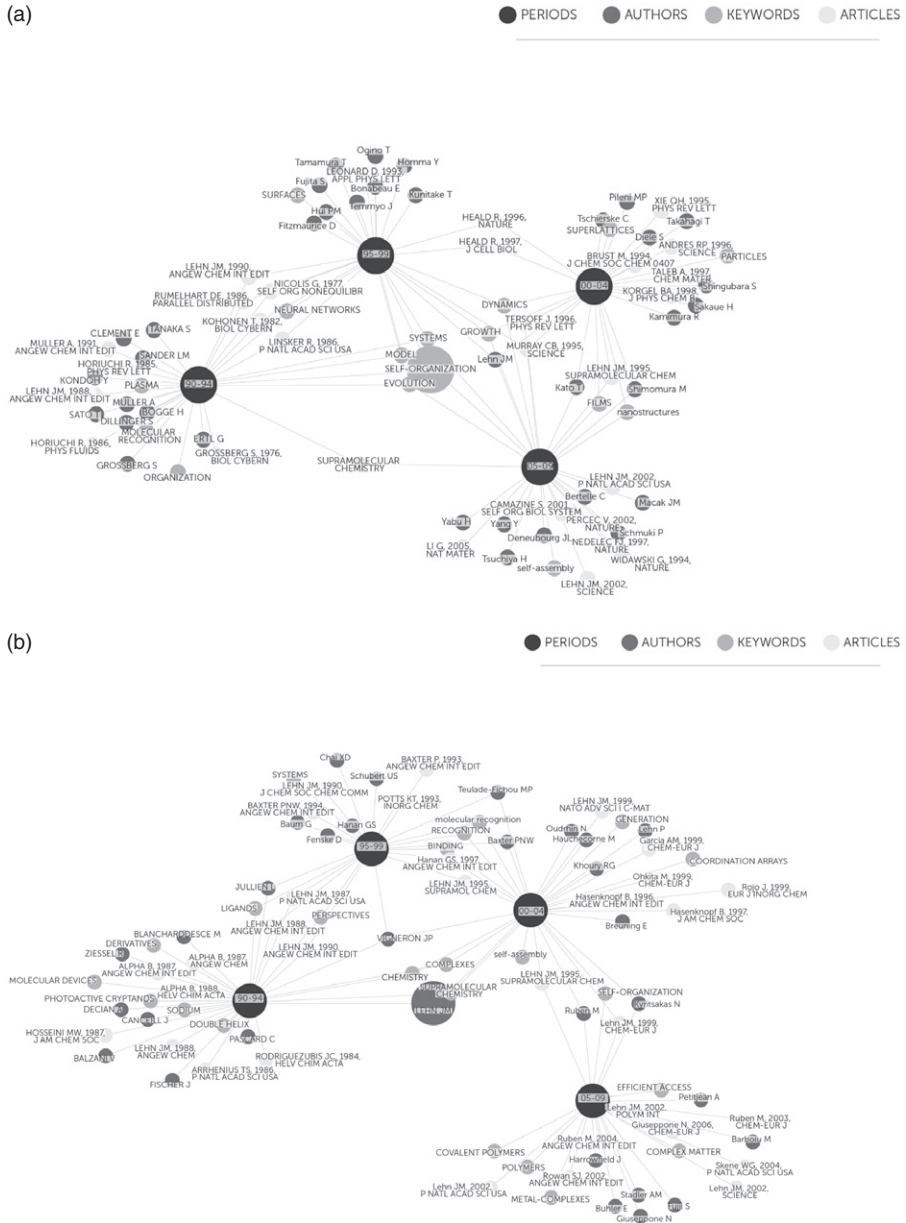 (a)
PERIODS
AUTHORS
KEYWORDS
ARTICLES
Ogino T
Tamamura T
Homma Y
LEONARD D, 1993,
APPL PHYS LETT
Fujita S
Bonabeau E
SURFACES
Kunitake T
Temmyo J
Hui PM
Fitzmaurice D
95-99
HEALD R, 1996,
NATURE
HEALD R, 1997,
J CELL BIOL
Pileni MP
XIE QH, 1995,
PHYS REV LETT
Tschierske C
Takahagi T
SUPERLATTICES
Diele S
ANDRES RP, 1996,
SCIENCE
PARTICLES
BRUST M, 1994,
J CHEM SOC CHEM 0407
TALEB A, 1997,
CHEM MATER
00-04
Shingubara S
KORGEL BA, 1998,
J PHYS CHEM B
Sakaue H
Kamimura R
LEHN JM, 1990,
ANGEW CHEM INT EDIT
NICOLIS G, 1977,
SELF ORG NONEQUILIBR
RUMELHART DE, 1986,
PARALLEL DISTRIBUTED
NEURAL NETWORKS
KOHONEN T, 1982,
BIOL CYBERN
LINSKER R, 1986,
P NATL ACAD SCI USA
DYNAMICS
TERSOFF J, 1996,
PHYS REV LETT
GROWTH
MURRAY CB, 1995,
SCIENCE
Lehn JM
SYSTEMS
MODEL
SELF-ORGANIZATION
EVOLUTION
TANAKA S
CLEMENT E
MULLER A, 1991,
ANGEW CHEM INT EDIT
SANDER LM
HORIUCHI R, 1985,
PHYS REV LETT
KONDOH Y
PLASMA
90-94
LEHN JM, 1988,
ANGEW CHEM INT EDIT
MULLER A
SATO T
BOGGE H
DILLINGER S
MOLECULAR
RECOGNITION
HORIUCHI R, 1986,
PHYS FLUIDS
ERTL G
GROSSBERG S, 1976,
BIOL CYBERN
GROSSBERG S
ORGANIZATION
SUPRAMOLECULAR
CHEMISTRY
LEHN JM, 1995,
SUPRAMOLECULAR CHEM
Kato T
Shimomura M
FILMS
nanostructures
05-09
LEHN JM, 2002,
P NATL ACAD SCI USA
Bertelle C
Macak JM
CAMAZINE S, 2001,
SELF ORG BIOL SYSTEM
PERCEC V, 2002,
NATURE
Yabu H
Yang Y
Deneubourg JL
Schmuki P
NEDELEC FJ, 1997,
NATURE
LI G, 2005,
NAT MATER
Tsuchiya H
WIDAWSKI G, 1994,
NATURE
self-assembly
LEHN JM, 2002,
SCIENCE
(b)
PERIODS
AUTHORS
KEYWORDS
ARTICLES
Choi XD
BAXTER P, 1993,
ANGEW CHEM INT EDIT
SYSTEMS
Schubert US
LEHN JM, 1990,
J CHEM SOC CHEM COMM
POTTS KT, 1993,
INORG CHEM
Teulade-Fichou MP
BAXTER PNW, 1994,
ANGEW CHEM INT EDIT
Baum G
Hanan GS
Fenske D
95-99
molecular recognition
RECOGNITION
Baxter PNW
BINDING
Hanan GS, 1997,
ANGEW CHEM INT EDIT
LEHN JM, 1995,
SUPRAMOL CHEM
LEHN JM, 1999,
NATO ADV SCI I C-MAT
GENERATION
Oudmin N
Lehn P
Hauchecorne M
Garcia AM, 1999,
CHEM-EUR J
Khoury RG
COORDINATION ARRAYS
Ohkita M, 1999,
CHEM-EUR J
Rojo J, 1999,
EUR J INORG CHEM
Hasenknopf B, 1996,
ANGEW CHEM INT EDIT
Hasenknopf B, 1997,
J AM CHEM SOC
00-04
Breuning E
JULLIEN L
LEHN JM, 1987,
P NATL ACAD SCI USA
LIGANDS
PERSPECTIVES
LEHN JM, 1988,
ANGEW CHEM INT EDIT
BLANCHARDDESCE M
VIGNERON JP
LEHN JM, 1990,
ANGEW CHEM INT EDIT
DERIVATIVES
ALPHA B, 1987,
ANGEW CHEM
ZIESSEL R
ALPHA B, 1987,
ANGEW CHEM INT EDIT
MOLECULAR DEVICES
ALPHA B, 1988,
HELV CHIM ACTA
90-94
PHOTOACTIVE CRYPTANDS
SODIUM
DECIAN A
CANCEILL J
DOUBLE HELIX
HOSSEINI MW, 1987,
J AM CHEM SOC
PASCARD C
LEHN JM, 1988,
ANGEW CHEM
BALZANI V
RODRIGUEZUBIS JC, 1984,
HELV CHIM ACTA
ARRHENIUS TS, 1986,
P NATL ACAD SCI USA
FISCHER J
COMPLEXES
CHEMISTRY
SUPRAMOLECULAR
CHEMISTRY
LEHN JM
self-assembly
LEHN JM, 1995,
SUPRAMOLECULAR CHEM
SELF-ORGANIZATION
Kyritsakas N
Ruben M
Lehn JM, 1999,
CHEM-EUR J
05-09
EFFICIENT ACCESS
Petitjean A
Lehn JM, 2002,
POLYM INT
Ruben M, 2003,
CHEM-EUR J
Giuseppone N, 2006,
CHEM-EUR J
Barboiu M
Ruben M, 2004,
ANGEW CHEM INT EDIT
COVALENT POLYMERS
COMPLEX MATTER
Harrowfield J
POLYMERS
Skene WG, 2004,
P NATL ACAD SCI USA
Rowan SJ, 2002,
ANGEW CHEM INT EDIT
Lehn JM, 2002,
P NATL ACAD SCI USA
Lehn JM, 2002,
SCIENCE
Stadler AM
METAL-COMPLEXES
Buhler E
Giuseppone N